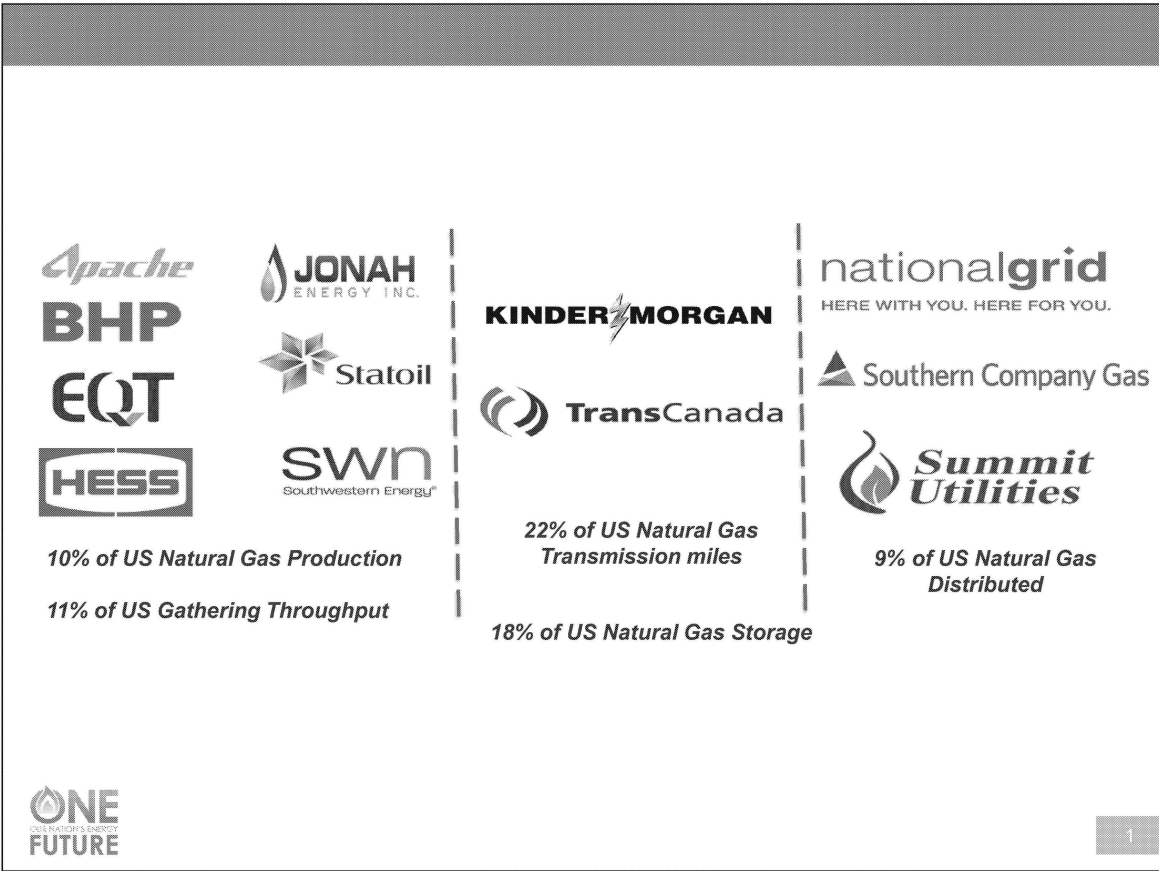 Apache
BHP
EQT
HESS
JONAH
ENERGY INC.
Statoil
swn
Southwestern Energy®
10% of US Natural Gas Production
11% of US Gathering Throughput
KINDER MORGAN
TransCanada
22% of US Natural Gas
Transmission miles
18% of US Natural Gas Storage
nationalgrid
HERE WITH YOU. HERE FOR YOU.
Southern Company Gas
Summit
Utilities
9% of US Natural Gas
Distributed
ONE
OUR NATION'S ENERGY
FUTURE
1